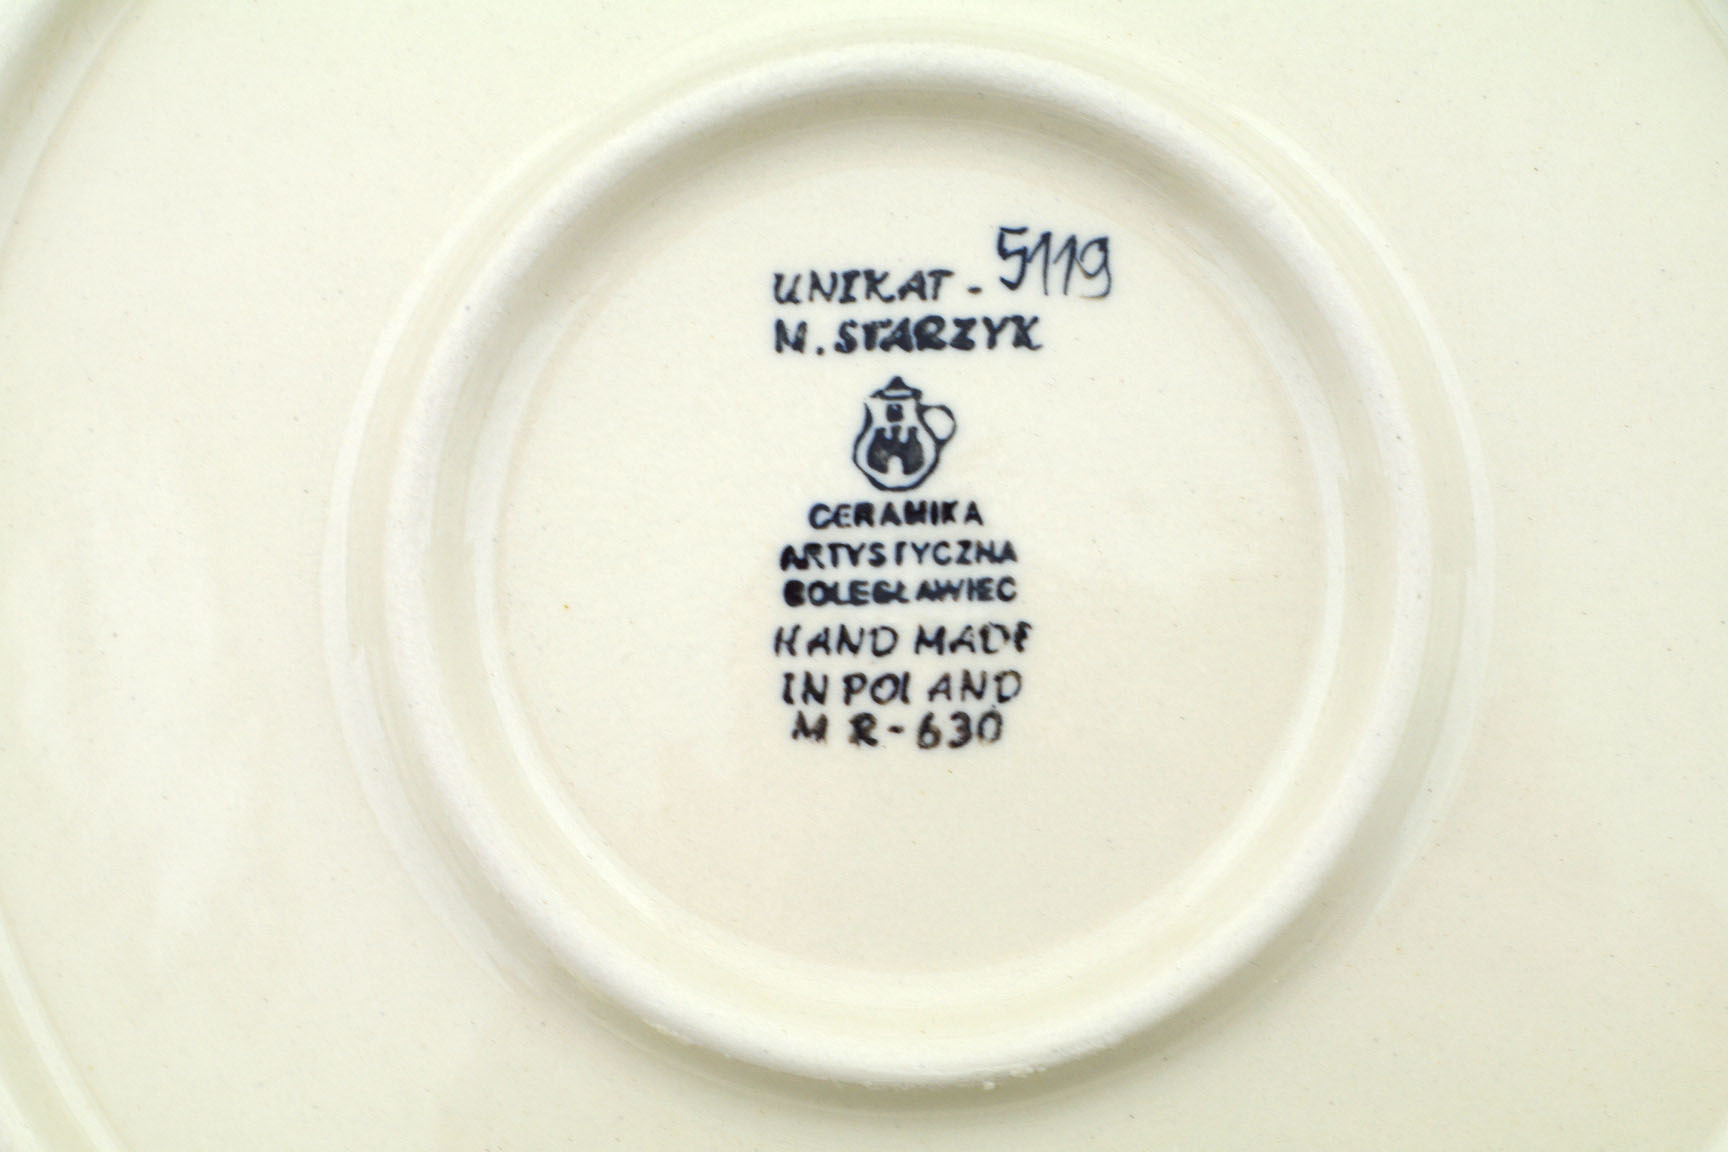 UNIKAT - 5119
M. STARZYK
B
CERAMIKA
ARTYSTYCZNA
BOLESŁAWIEC
HAND MADE
IN POLAND
M R - 630